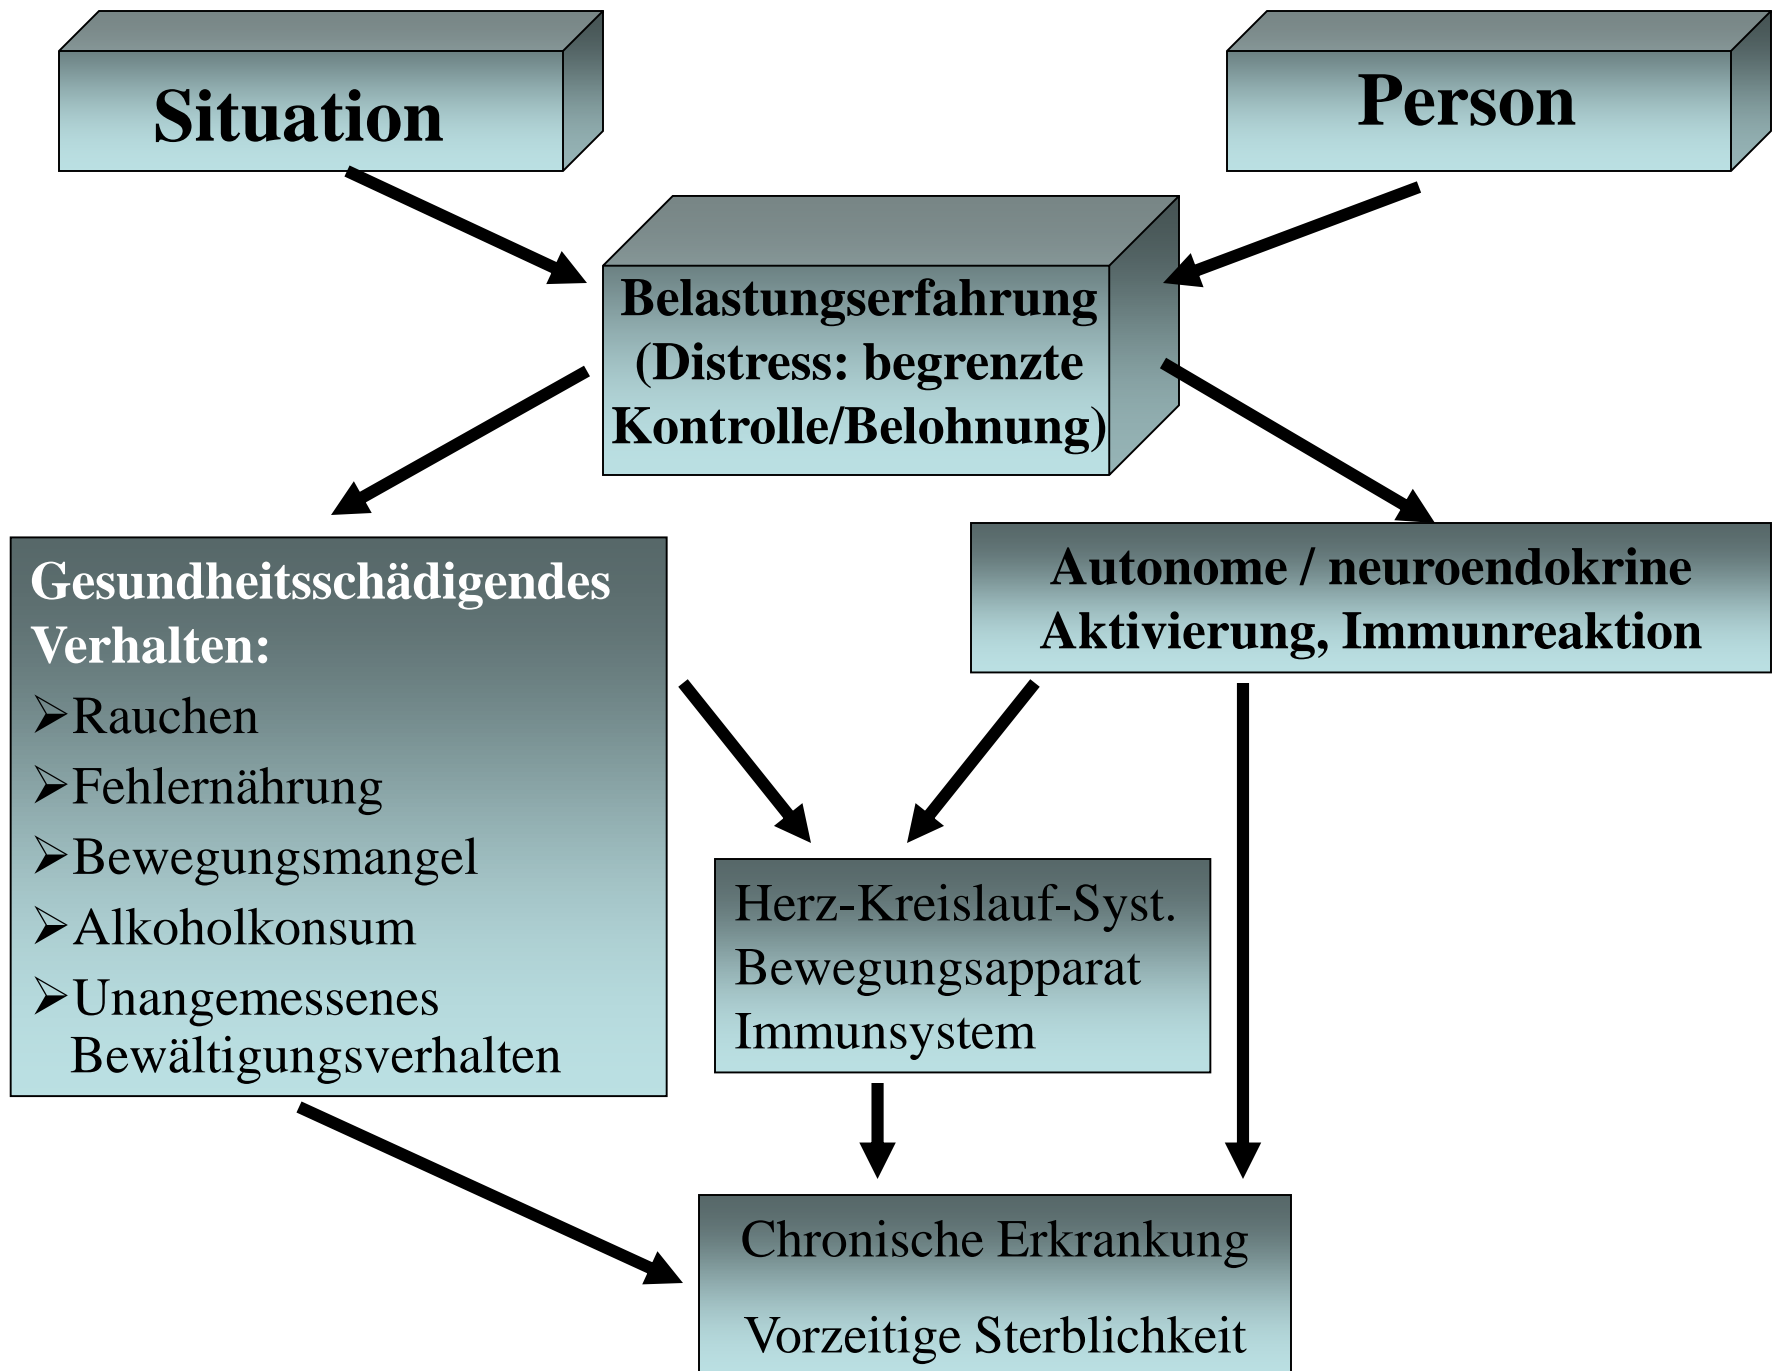 Situation
Person
Belastungserfahrung
(Distress: begrenzte
Kontrolle/Belohnung)
Gesundheitsschädigendes
Verhalten:
➢Rauchen
➢Fehlernährung
➢Bewegungsmangel
➢Alkoholkonsum
➢Unangemessenes
Bewältigungsverhalten
Autonome / neuroendokrine
Aktivierung, Immunreaktion
Herz-Kreislauf-Syst.
Bewegungsapparat
Immunsystem
Chronische Erkrankung
Vorzeitige Sterblichkeit